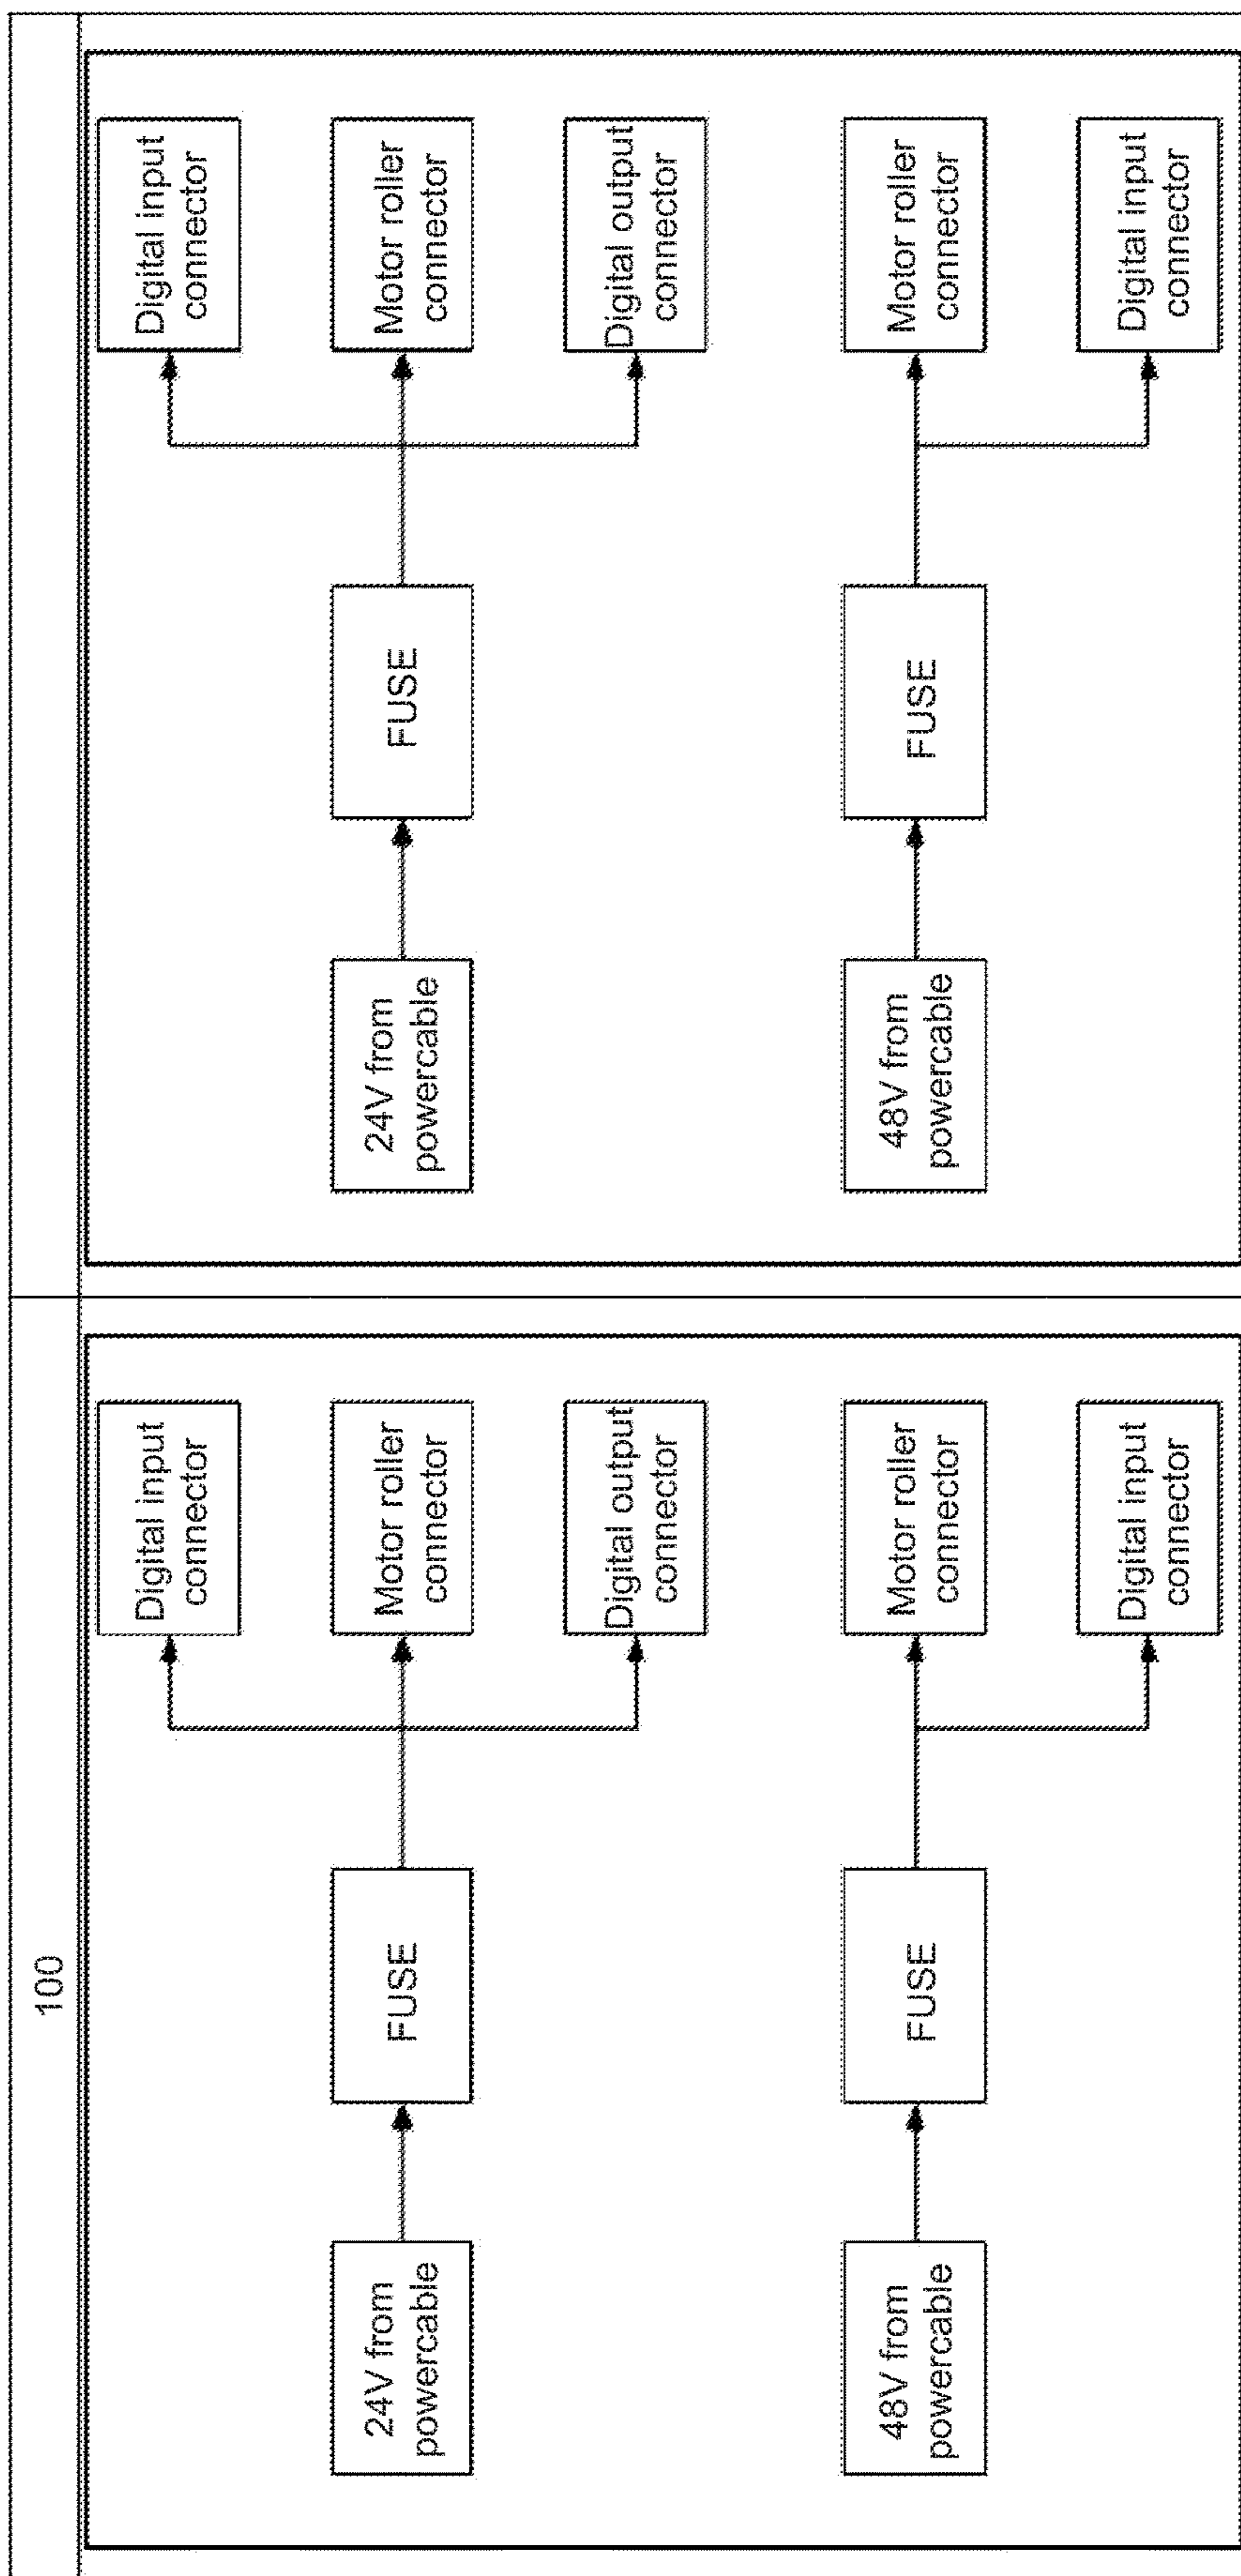 100
24V from
powercable
FUSE
Digital input
connector
Motor roller
connector
Digital output
connector
48V from
powercable
FUSE
Motor roller
connector
Digital input
connector
24V from
powercable
FUSE
Digital input
connector
Motor roller
connector
Digital output
connector
48V from
powercable
FUSE
Motor roller
connector
Digital input
connector